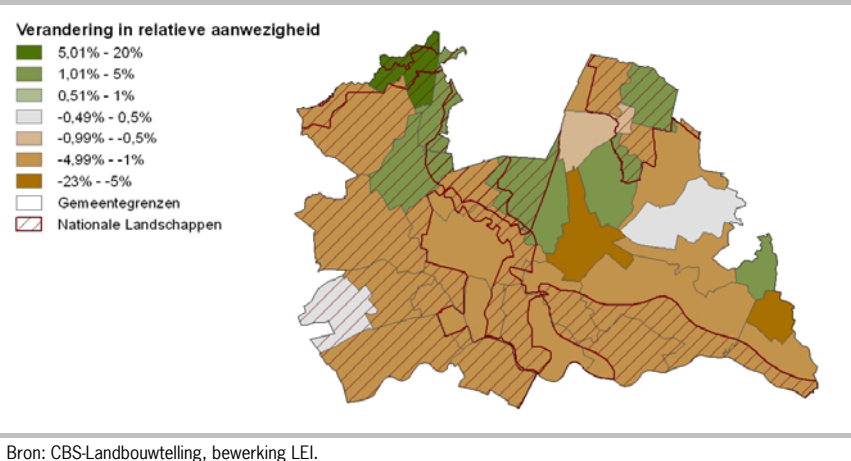 Verandering in relatieve aanwezigheid
5,01% - 20%
1,01% - 5%
0,51% - 1%
-0,49% - 0,5%
-0,99% - -0,5%
-4,99% - -1%
-23% - -5%
Gemeentegrenzen
Nationale Landschappen
Bron: CBS-Landbouwtelling, bewerking LEI.